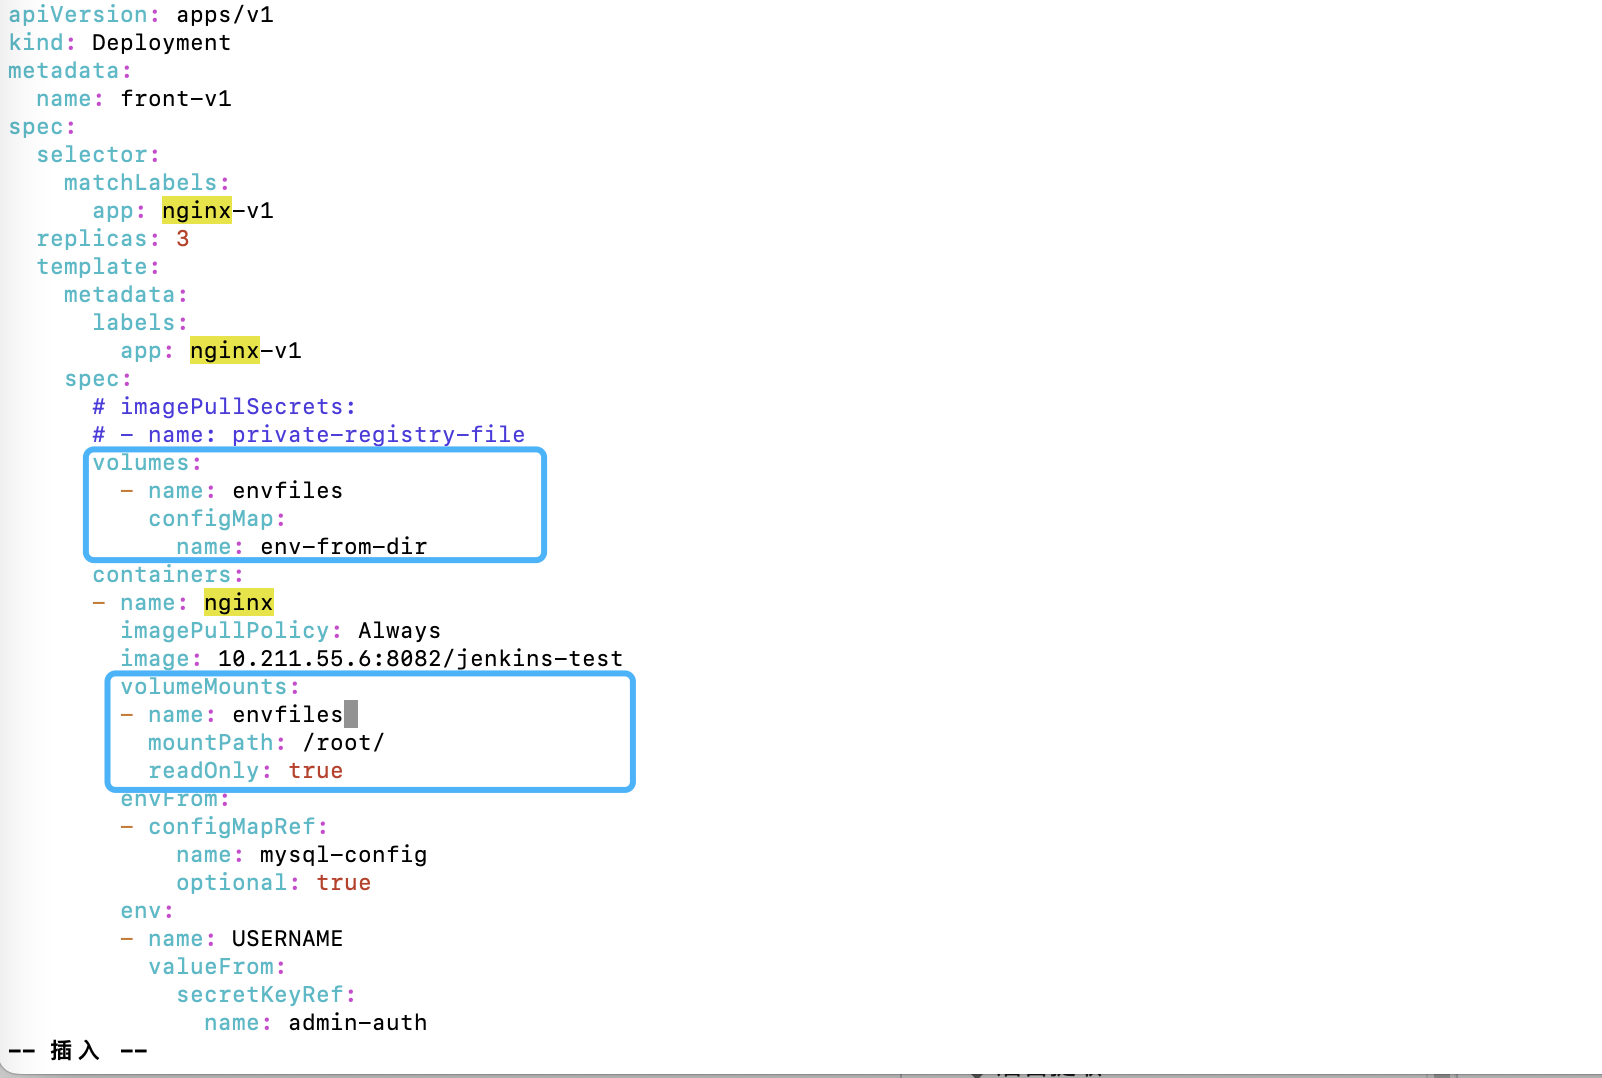 apiVersion: apps/v1
kind: Deployment
metadata:
  name: front-v1
spec:
  selector:
    matchLabels:
      app: nginx-v1
  replicas: 3
  template:
    metadata:
      labels:
        app: nginx-v1
    spec:
      # imagePullSecrets:
      # - name: private-registry-file
      volumes:
        - name: envfiles
          configMap:
            name: env-from-dir
      containers:
      - name: nginx
        imagePullPolicy: Always
        image: 10.211.55.6:8082/jenkins-test
        volumeMounts:
        - name: envfiles
          mountPath: /root/
          readOnly: true
        envFrom:
        - configMapRef:
            name: mysql-config
            optional: true
        env:
        - name: USERNAME
          valueFrom:
            secretKeyRef:
              name: admin-auth
-- 插入 --